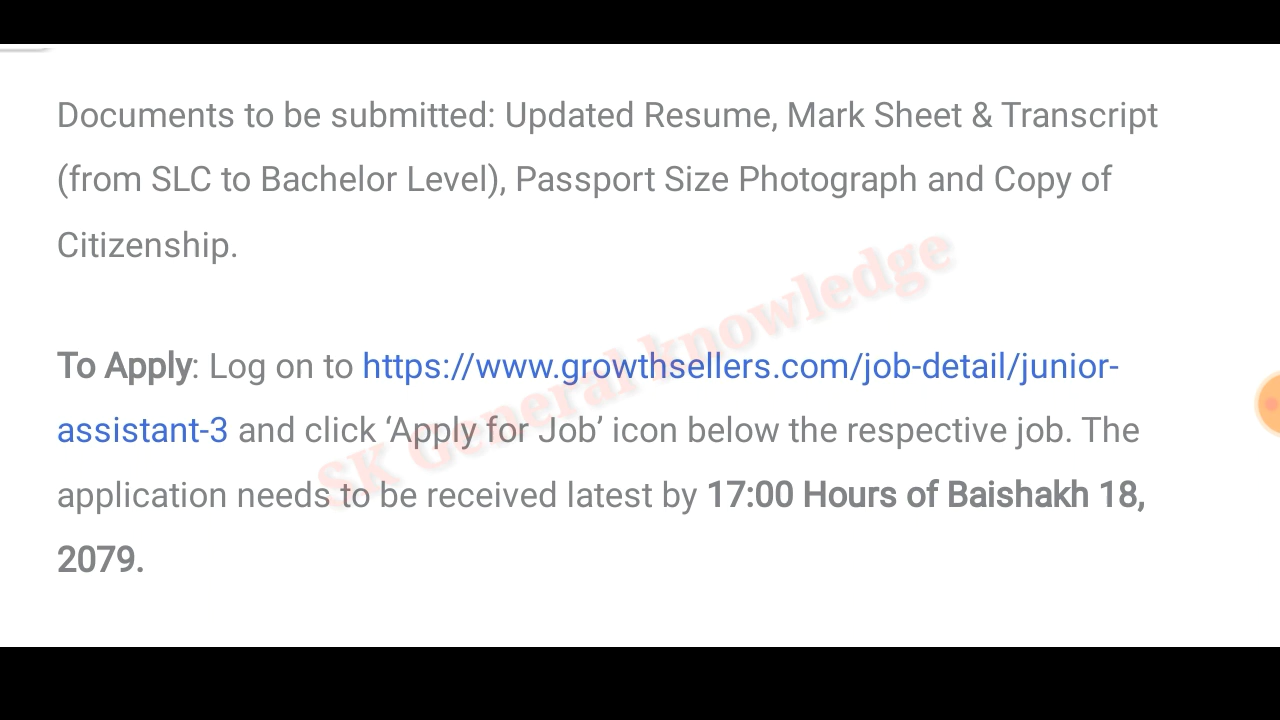 Documents to be submitted: Updated Resume, Mark Sheet & Transcript
(from SLC to Bachelor Level), Passport Size Photograph and Copy of
Citizenship.
To Apply: Log on to https://www.growthsellers.com/job-detail/junior-
assistant-3 and click ‘Apply for Job’ icon below the respective job. The
application needs to be received latest by 17:00 Hours of Baishakh 18,
2079.
SK General knowledge